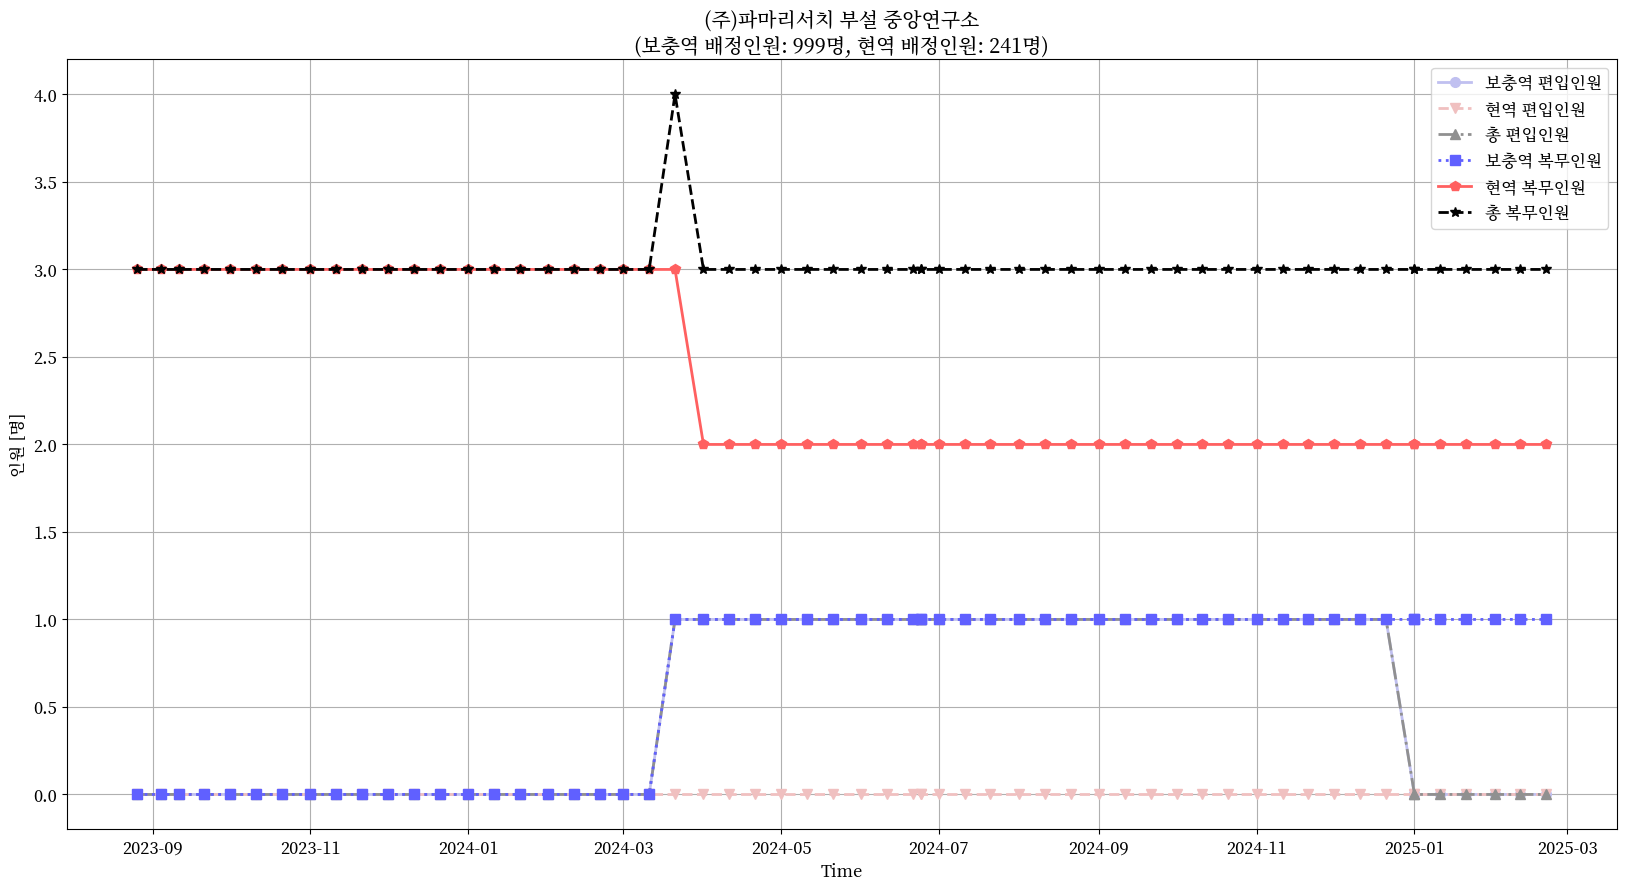 (주)파마리서치 부설 중앙연구소
(보충역 배정인원: 999명, 현역 배정인원: 241명)
보충역 편입인원
현역 편입인원
총 편입인원
보충역 복무인원
현역 복무인원
총 복무인원
인원 [명]
4.0
3.5
3.0
2.5
2.0
1.5
1.0
0.5
0.0
2023-09 2023-11 2024-01 2024-03 2024-05 2024-07 2024-09 2024-11 2025-01 2025-03
Time